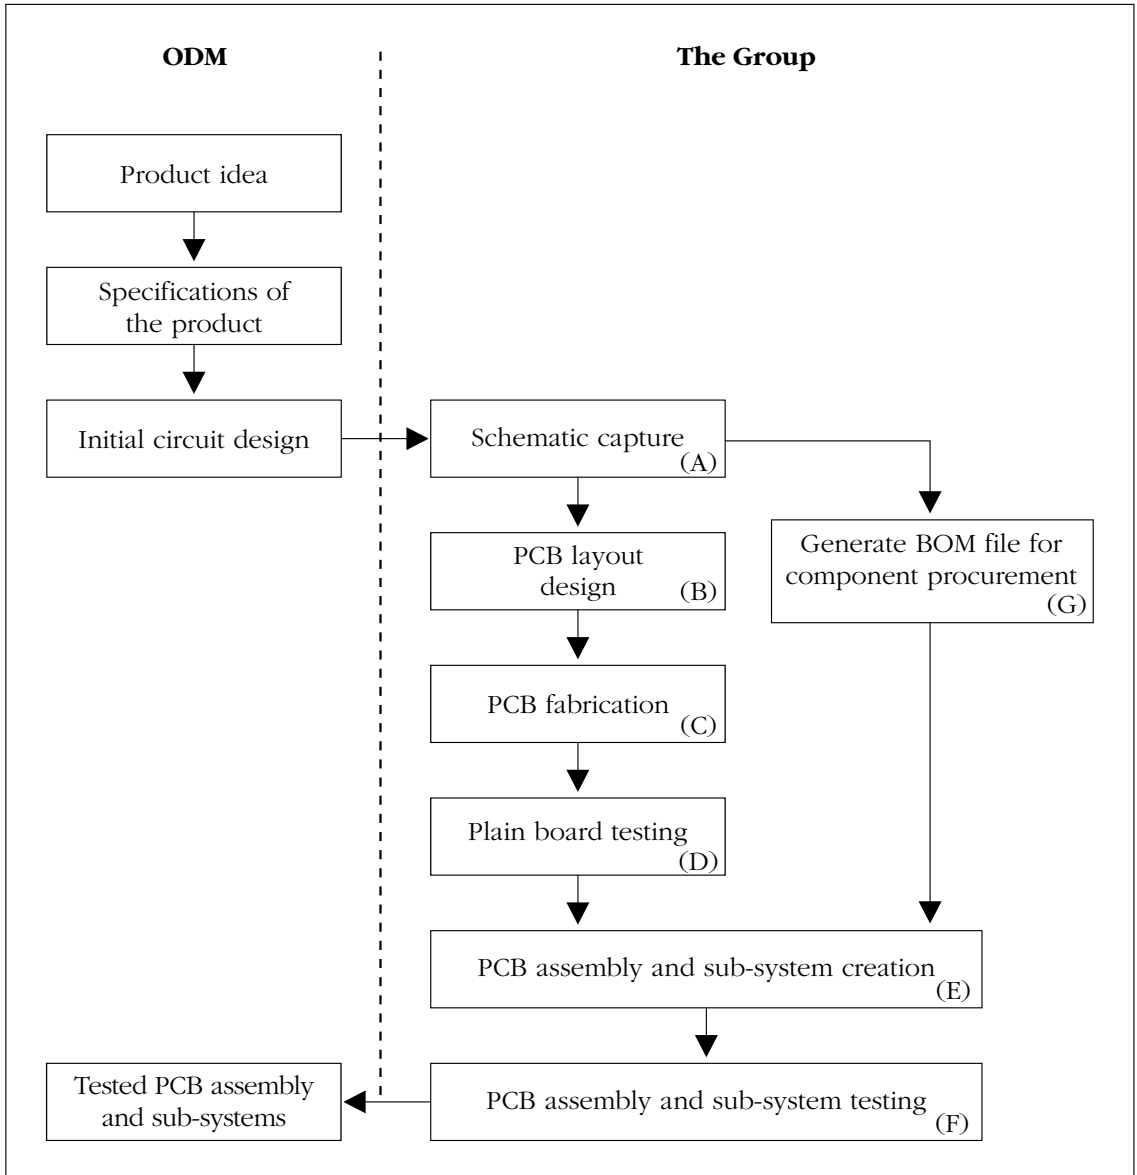 ODM
The Group
Product idea
Specifications of
the product
Initial circuit design
Schematic capture
(A)
PCB layout
design
(B)
Generate BOM file for
component procurement
(G)
PCB fabrication
(C)
Plain board testing
(D)
PCB assembly and sub-system creation
(E)
Tested PCB assembly
and sub-systems
PCB assembly and sub-system testing
(F)